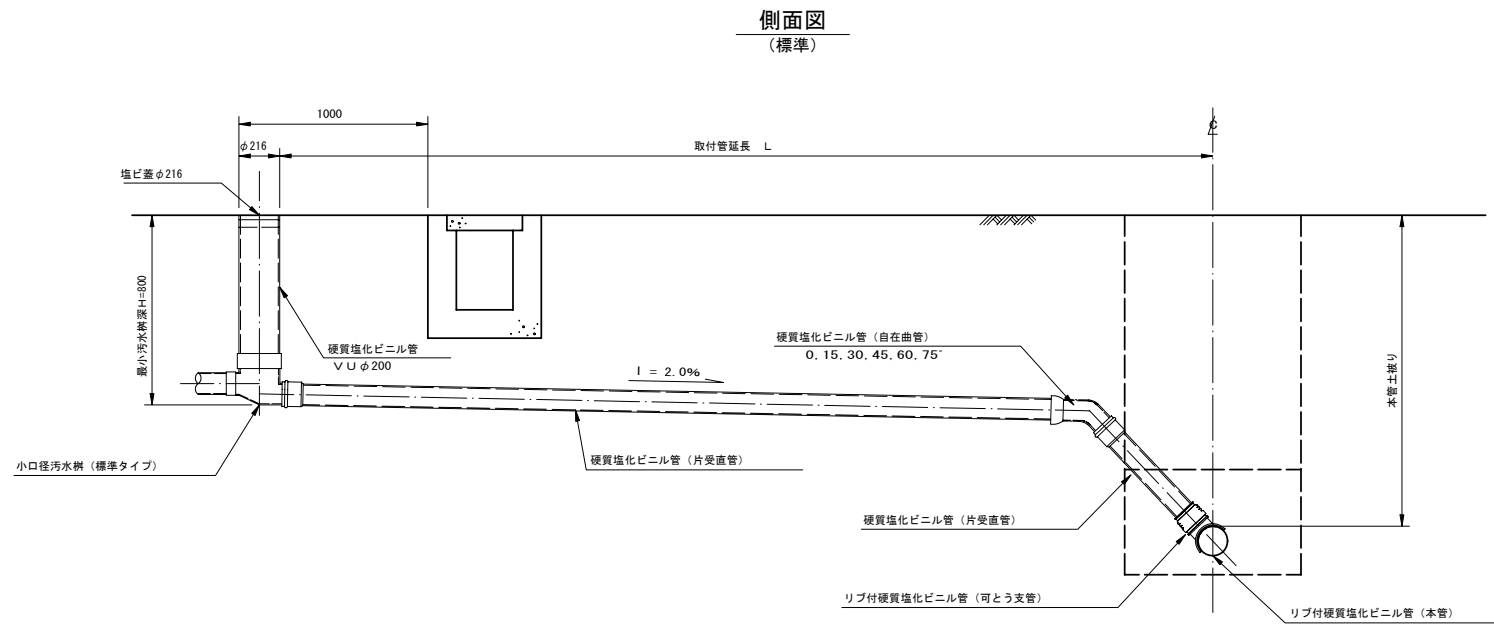 側面図
(標準)
1000
φ216
取付管延長 L
塩ビ蓋φ216
最小汚水桝深H=800
硬質塩化ビニル管
VUφ200
I = 2.0%
硬質塩化ビニル管（自在曲管）
0, 15, 30, 45, 60, 75°
本管土被り
小口径汚水桝（標準タイプ）
硬質塩化ビニル管（片受直管）
硬質塩化ビニル管（片受直管）
リブ付硬質塩化ビニル管（可とう支管）
リブ付硬質塩化ビニル管（本管）